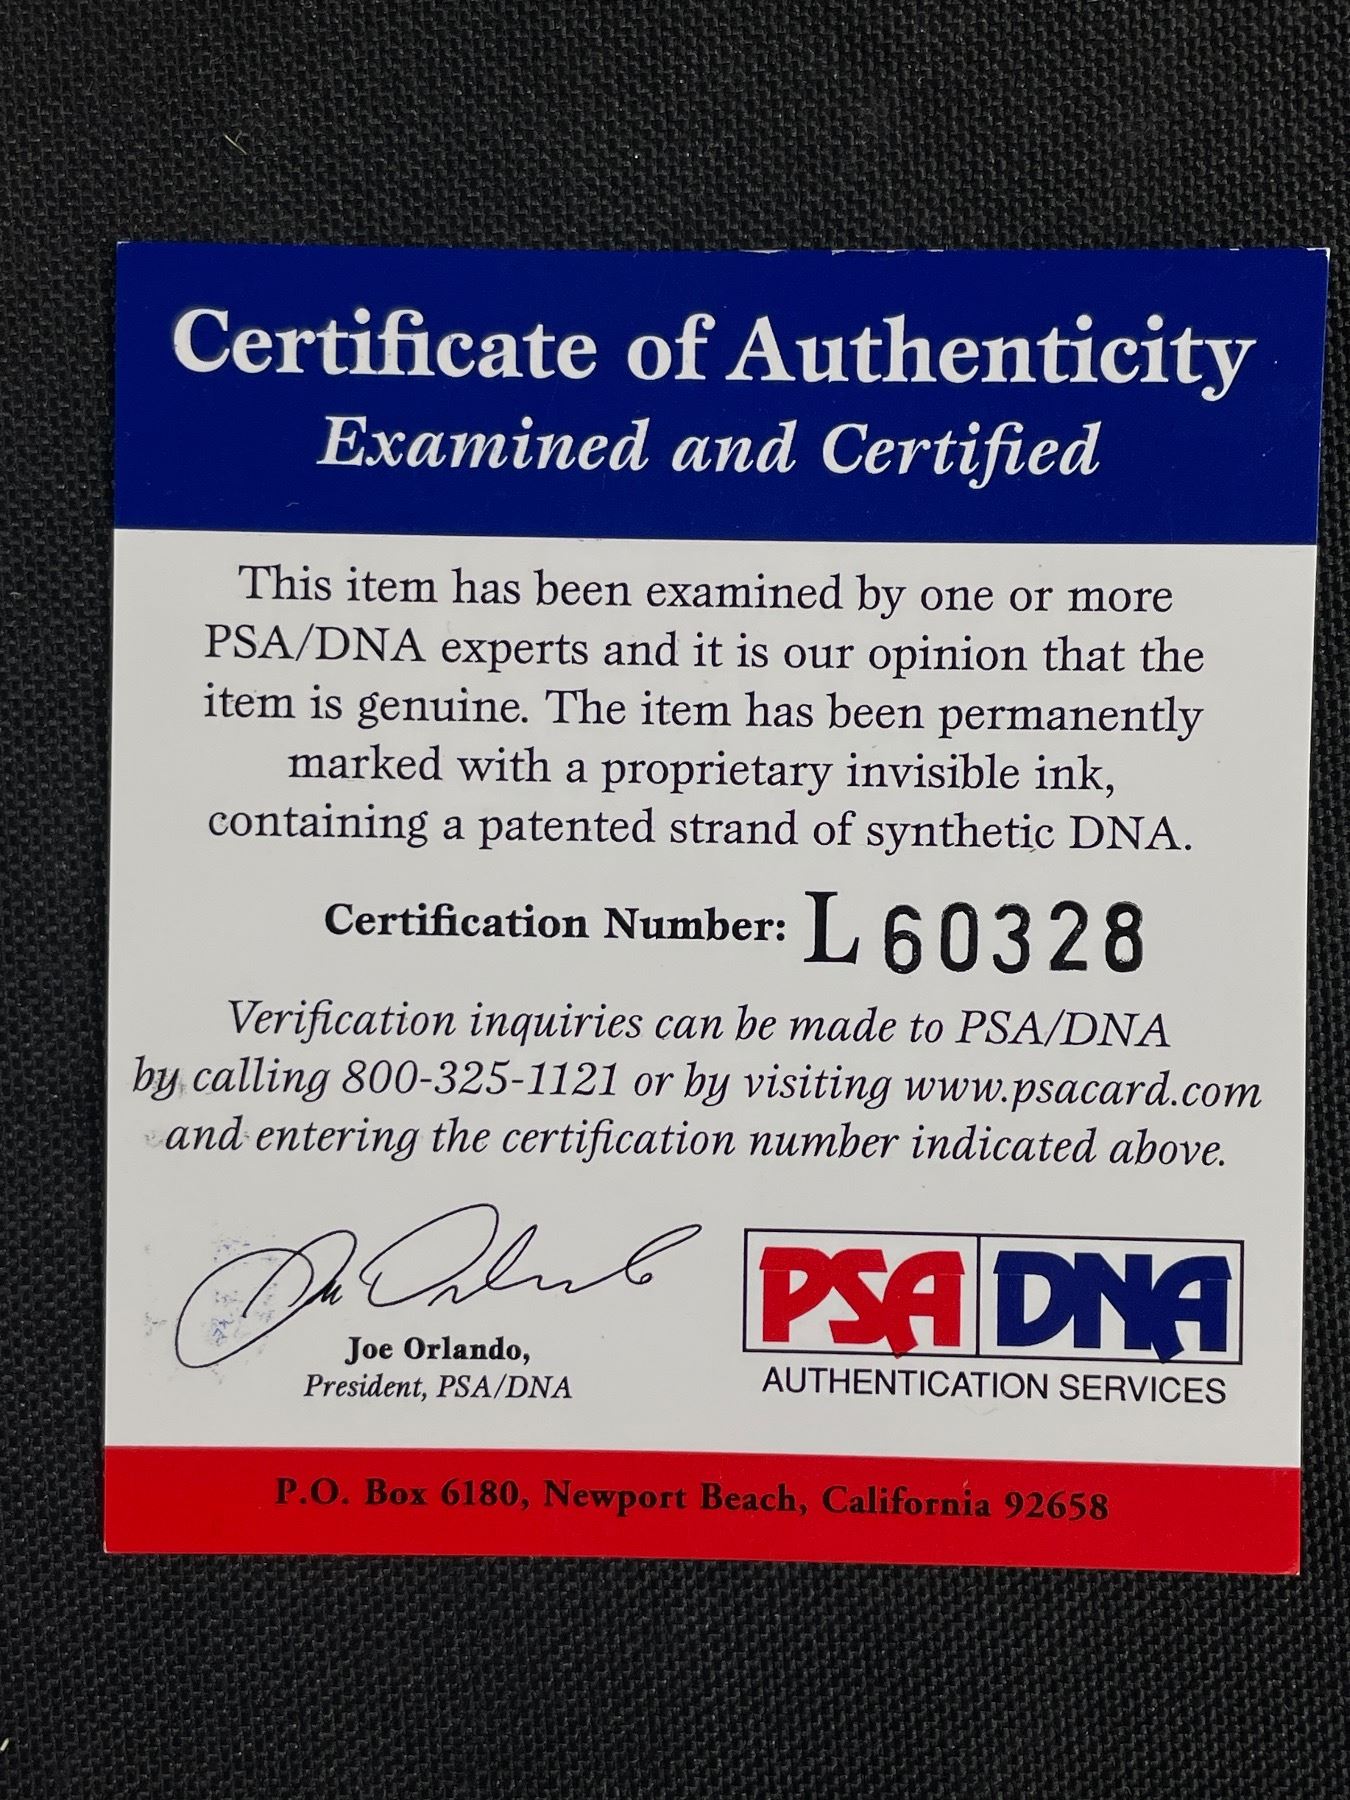 Certificate of Authenticity
Examined and Certified
This item has been examined by one or more
PSA/DNA experts and it is our opinion that the
item is genuine. The item has been permanently
marked with a proprietary invisible ink,
containing a patented strand of synthetic DNA.
Certification Number: L 60328
Verification inquiries can be made to PSA/DNA
by calling 800-325-1121 or by visiting www.psacard.com
and entering the certification number indicated above.
Joe Orlando,
President, PSA/DNA
PSA DNA
AUTHENTICATION SERVICES
P.O. Box 6180, Newport Beach, California 92658